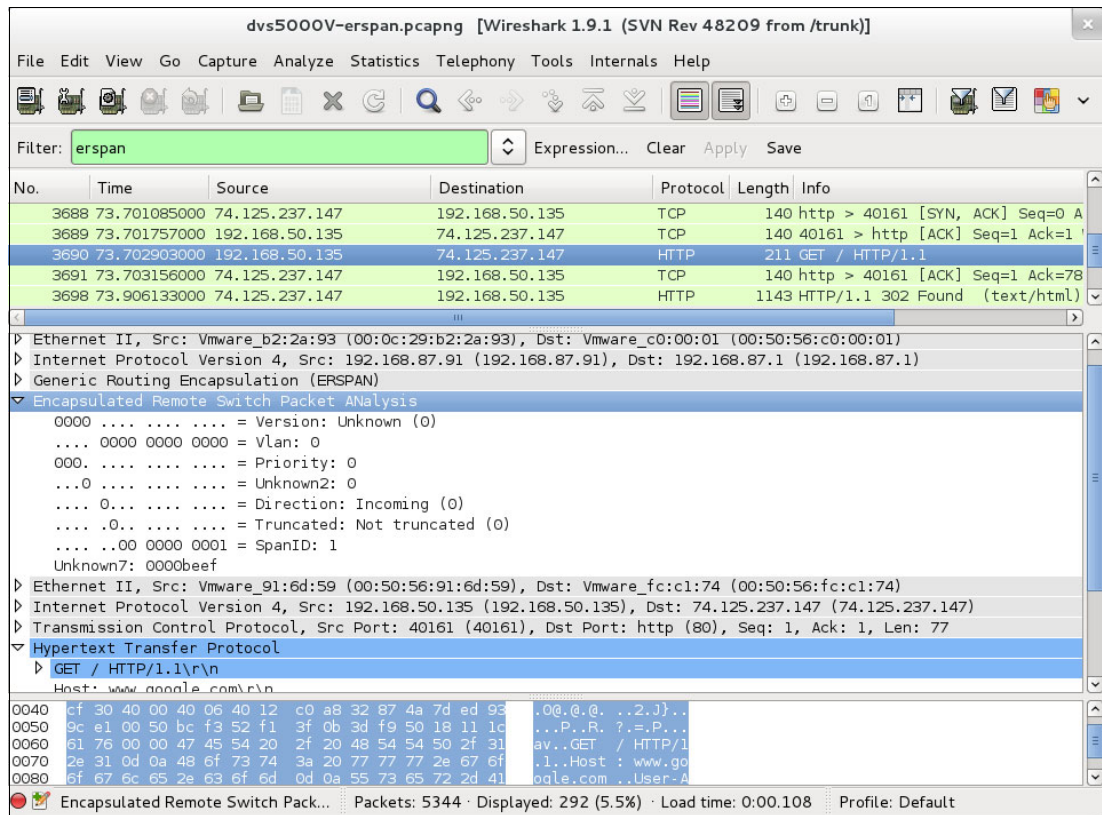 dvs5000V-erspan.pcapng [Wireshark 1.9.1 (SVN Rev 48209 from /trunk)]
File Edit View Go Capture Analyze Statistics Telephony Tools Internals Help
Filter: erspan Expression... Clear Apply Save
No. Time Source Destination Protocol Length Info
3688 73.701085000 74.125.237.147 192.168.50.135 TCP 140 http > 40161 [SYN, ACK] Seq=0 A
3689 73.701757000 192.168.50.135 74.125.237.147 TCP 140 40161 > http [ACK] Seq=1 Ack=1
3690 73.702903000 192.168.50.135 74.125.237.147 HTTP 211 GET / HTTP/1.1
3691 73.703156000 74.125.237.147 192.168.50.135 TCP 140 http > 40161 [ACK] Seq=1 Ack=78
3698 73.906133000 74.125.237.147 192.168.50.135 HTTP 1143 HTTP/1.1 302 Found (text/html)
Ethernet II, Src: Vmware_b2:2a:93 (00:0c:29:b2:2a:93), Dst: Vmware_c0:00:01 (00:50:56:c0:00:01)
Internet Protocol Version 4, Src: 192.168.87.91 (192.168.87.91), Dst: 192.168.87.1 (192.168.87.1)
Generic Routing Encapsulation (ERSPAN)
Encapsulated Remote Switch Packet ANalysis
0000 .... .... .... = Version: Unknown (0)
.... 0000 0000 0000 = Vlan: 0
000. .... .... .... = Priority: 0
...0 .... .... .... = Unknown2: 0
.... 0... .... .... = Direction: Incoming (0)
.... .0.. .... .... = Truncated: Not truncated (0)
.... ..00 0000 0001 = SpanID: 1
Unknown7: 0000beef
Ethernet II, Src: Vmware_91:6d:59 (00:50:56:91:6d:59), Dst: Vmware_fc:c1:74 (00:50:56:fc:c1:74)
Internet Protocol Version 4, Src: 192.168.50.135 (192.168.50.135), Dst: 74.125.237.147 (74.125.237.147)
Transmission Control Protocol, Src Port: 40161 (40161), Dst Port: http (80), Seq: 1, Ack: 1, Len: 77
Hypertext Transfer Protocol
GET / HTTP/1.1\r\n
Host: www.google.com\r\n
0040 cf 30 40 00 40 06 40 12 c0 a8 32 87 4a 7d ed 93 .0@.@.@. ..2.J}..
0050 9c e1 00 50 bc f3 52 f1 3f 0b 3d f9 50 18 11 1c ...P..R. ?.=.P...
0060 61 76 00 00 47 45 54 20 2f 20 48 54 54 50 2f 31 av..GET / HTTP/1
0070 2e 31 0d 0a 48 6f 73 74 3a 20 77 77 77 2e 67 6f .1..Host : www.go
0080 6f 67 6c 65 2e 63 6f 6d 0d 0a 55 73 65 72 2d 41 ogle.com ..User-A
Encapsulated Remote Switch Pack... Packets: 5344 · Displayed: 292 (5.5%) · Load time: 0:00.108 Profile: Default